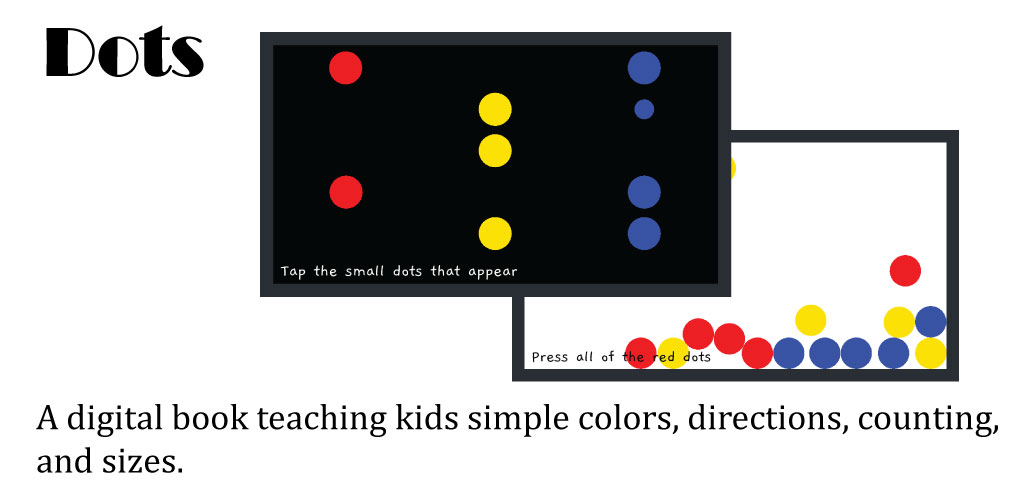 Dots
Tap the small dots that appear
Press all of the red dots
A digital book teaching kids simple colors, directions, counting,
and sizes.